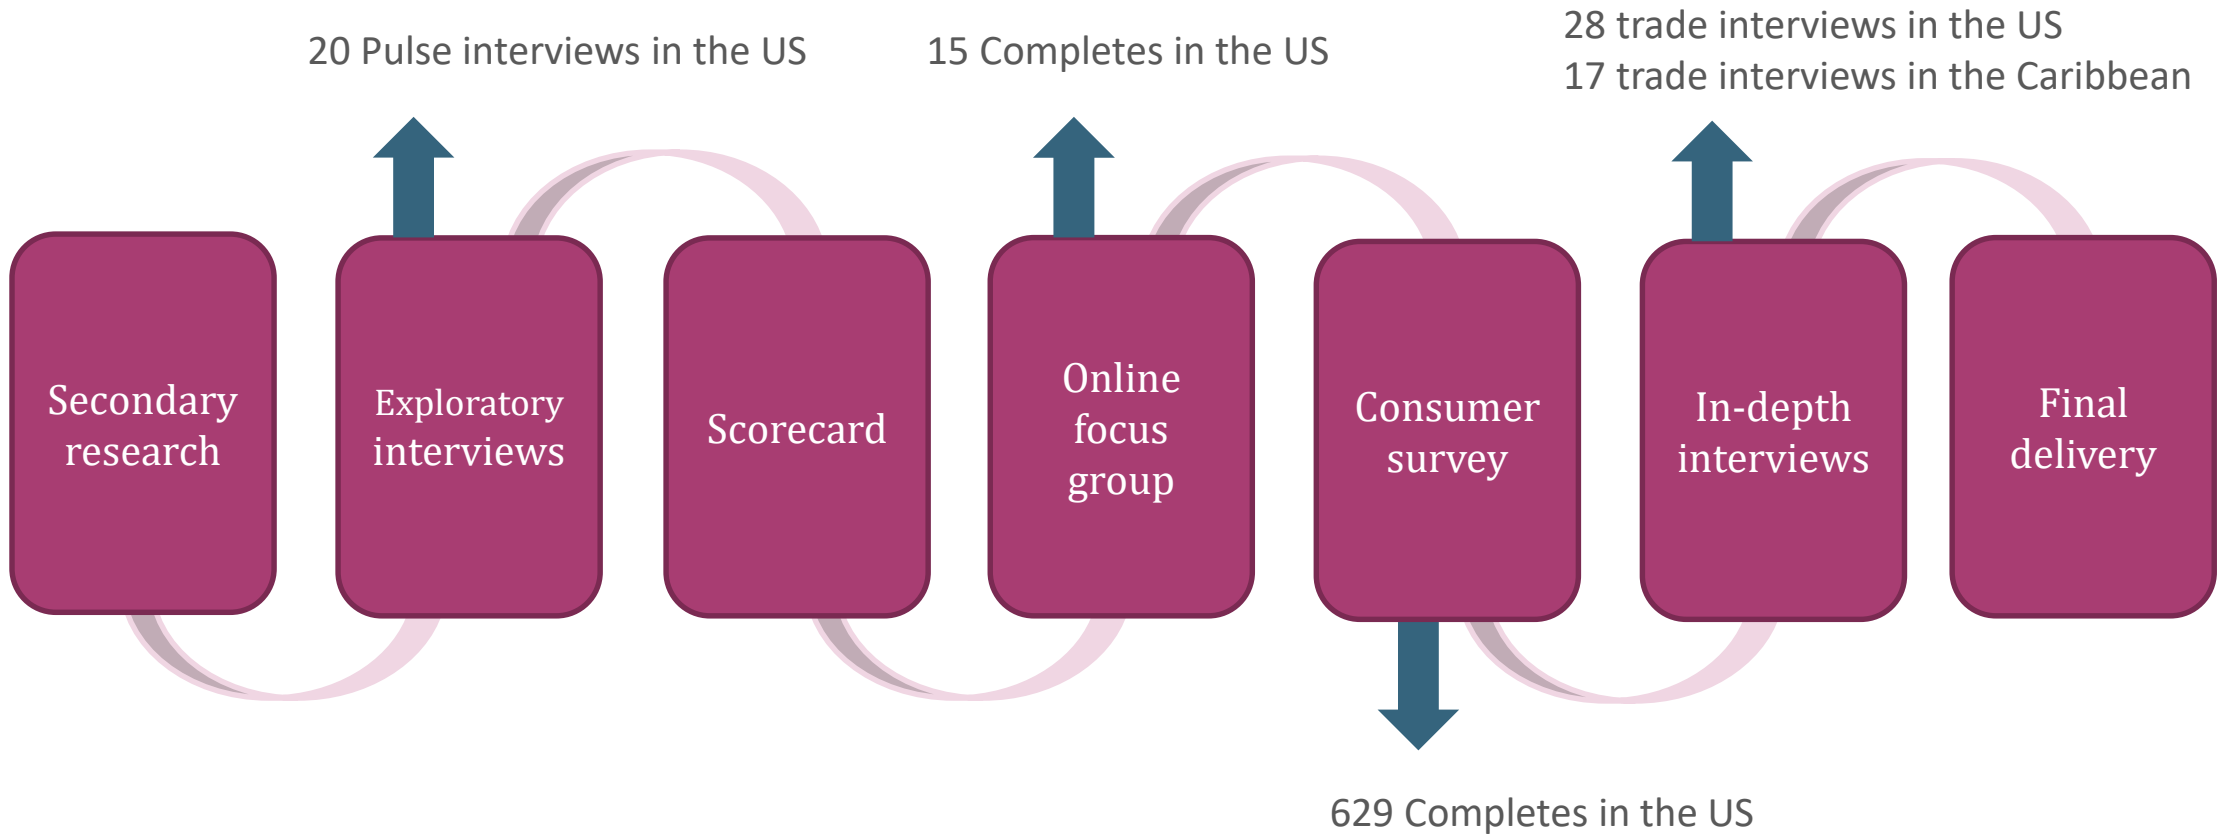 20 Pulse interviews in the US
15 Completes in the US
28 trade interviews in the US
17 trade interviews in the Caribbean
Secondary
research
Exploratory
interviews
Scorecard
Online
focus
group
Consumer
survey
In-depth
interviews
Final
delivery
629 Completes in the US